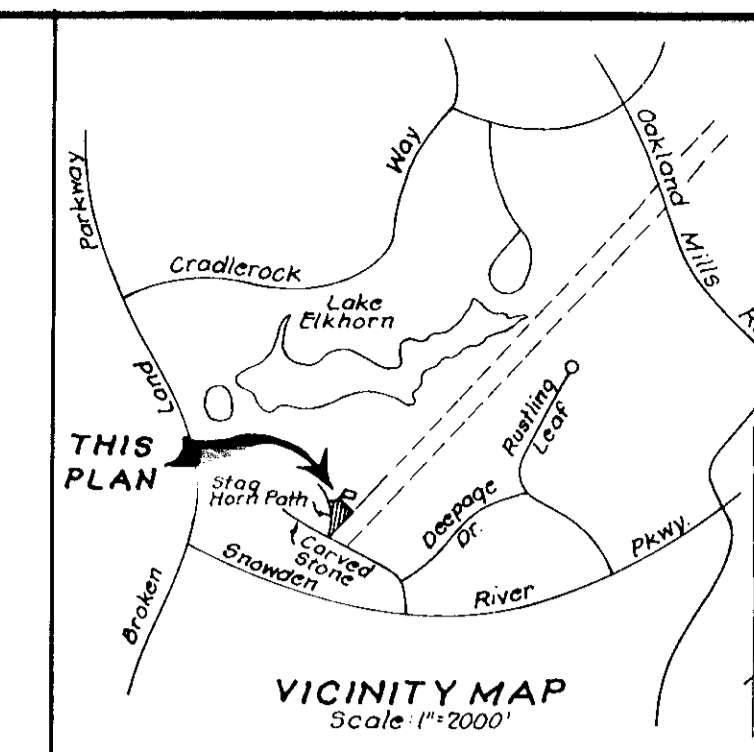 Parkway
Way
Oakland
Mills
Cradlerock
Lake
Elkhorn
Land
THIS
PLAN
Stag
Horn Path
Rustling
Leaf
Deepage
Dr.
Carved
Stone
Snowden
River
Pkwy.
Broken
VICINITY MAP
Scale: 1"=2000'